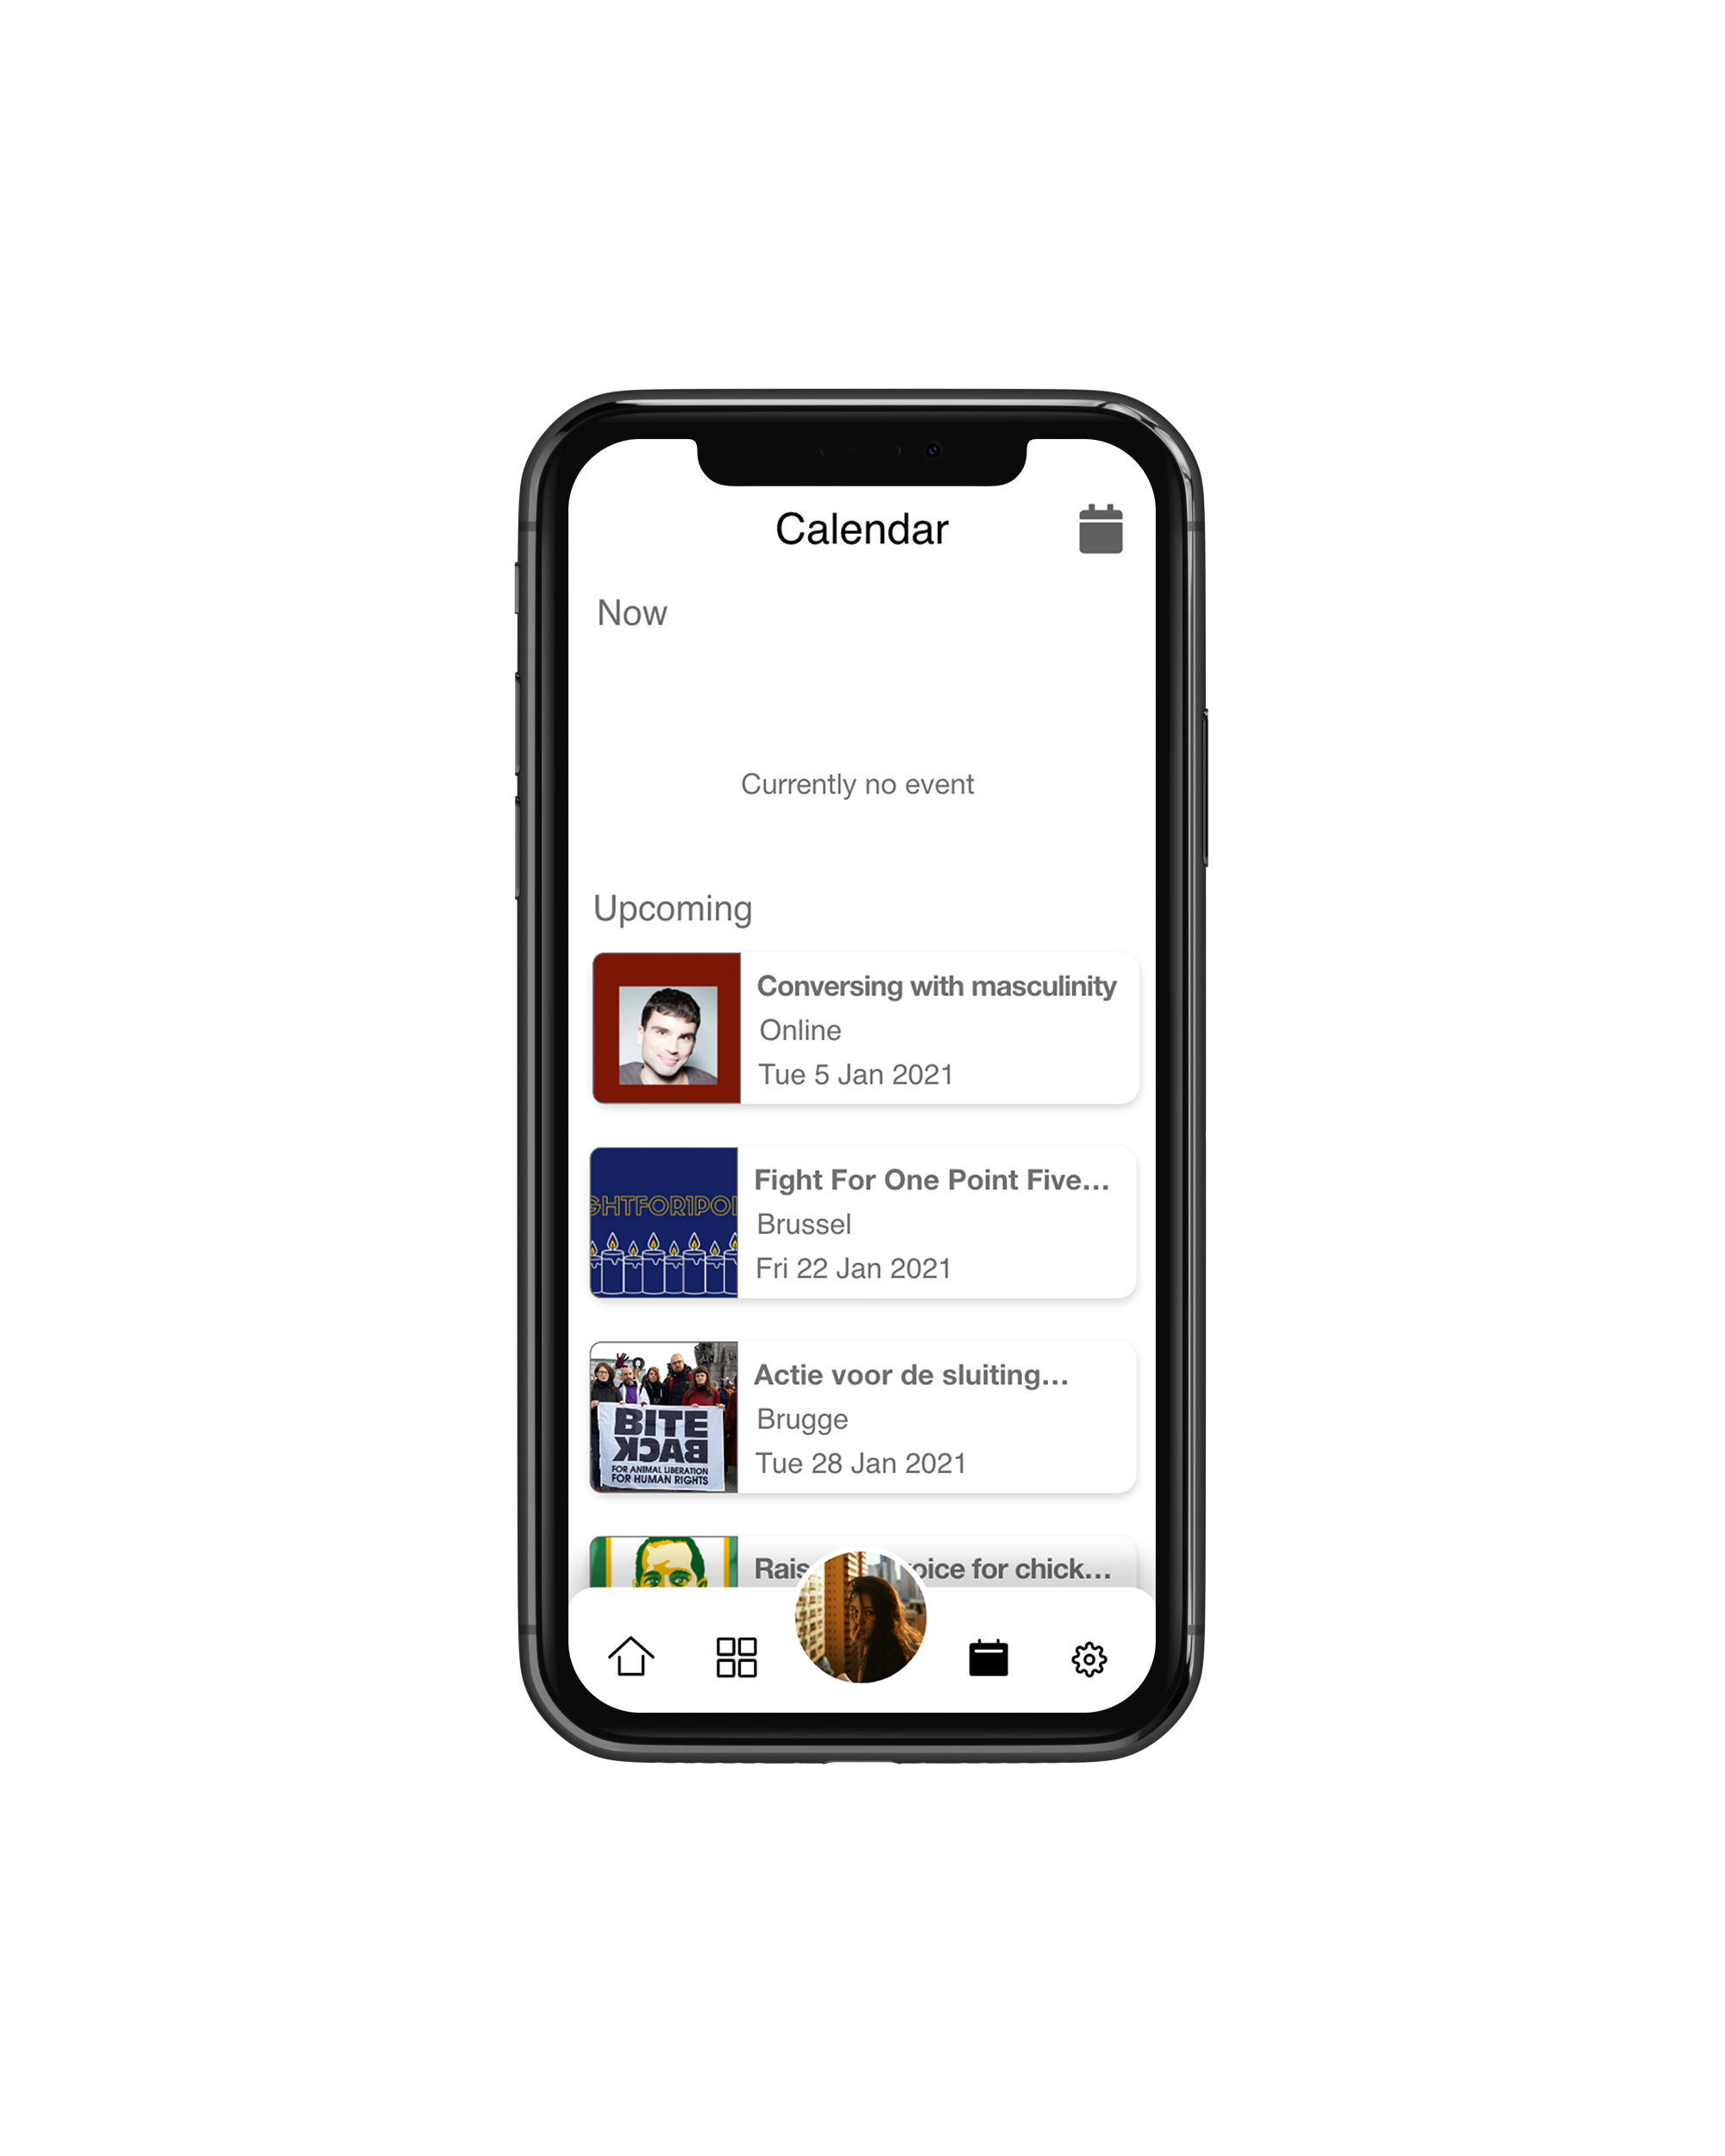 Calendar
Now
Currently no event
Upcoming
Conversing with masculinity
Online
Tue 5 Jan 2021
GHTFOR1POI
Fight For One Point Five...
Brussel
Fri 22 Jan 2021
BITE
BACK
FOR ANIMAL LIBERATION
FOR HUMAN RIGHTS
Actie voor de sluiting...
Brugge
Tue 28 Jan 2021
Rais oice for chick...